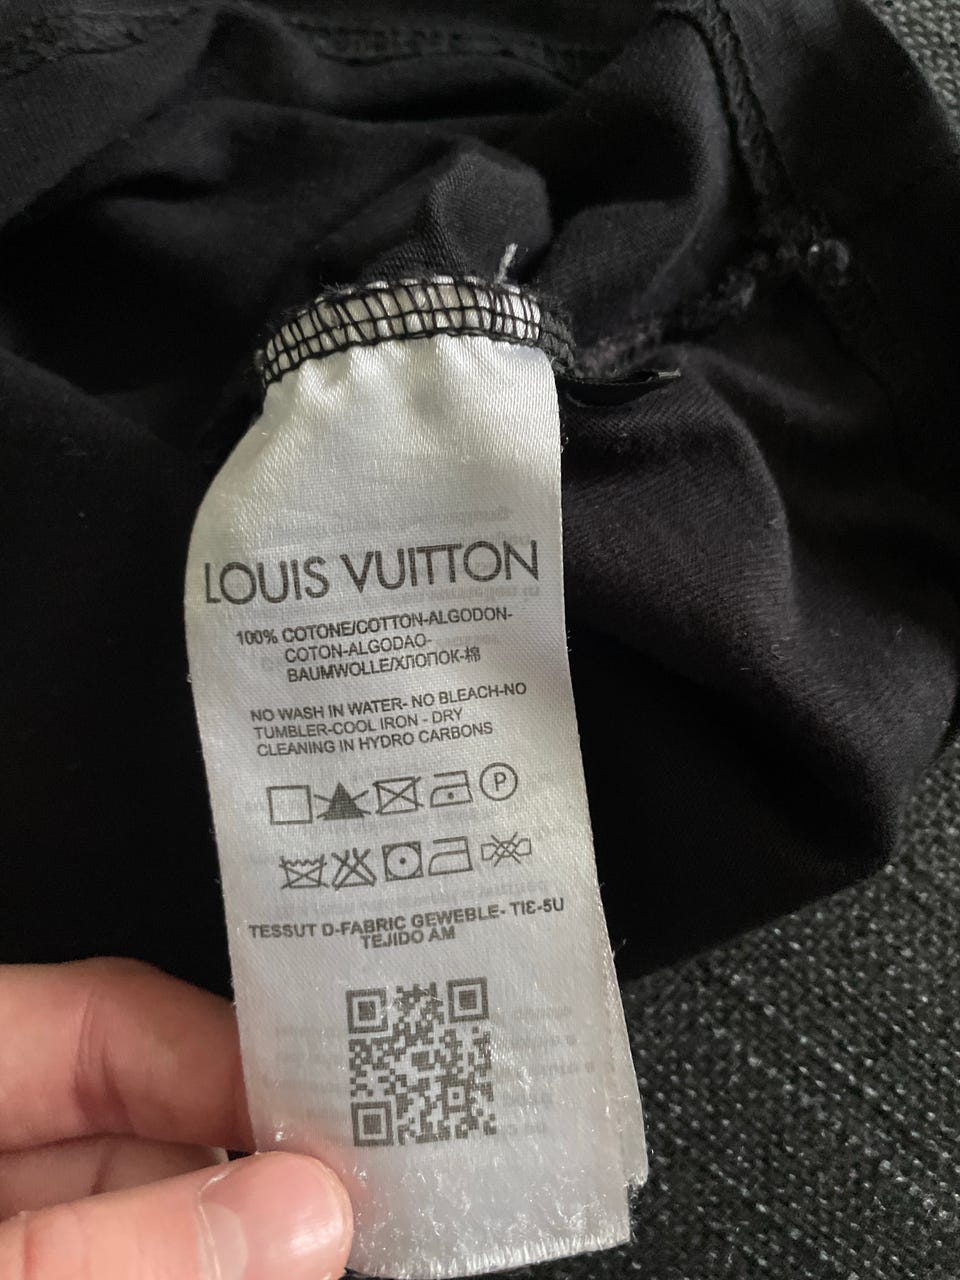 LOUIS VUITTON
100% COTONE/COTTON-ALGODON-
COTON-ALGODAO-
BAUMWOLLE/ХЛОПОК-棉
NO WASH IN WATER- NO BLEACH-NO
TUMBLER-COOL IRON - DRY
CLEANING IN HYDRO CARBONS
P
TESSUT D-FABRIC GEWEBLE- TIƐ-5U
TEJIDO AM